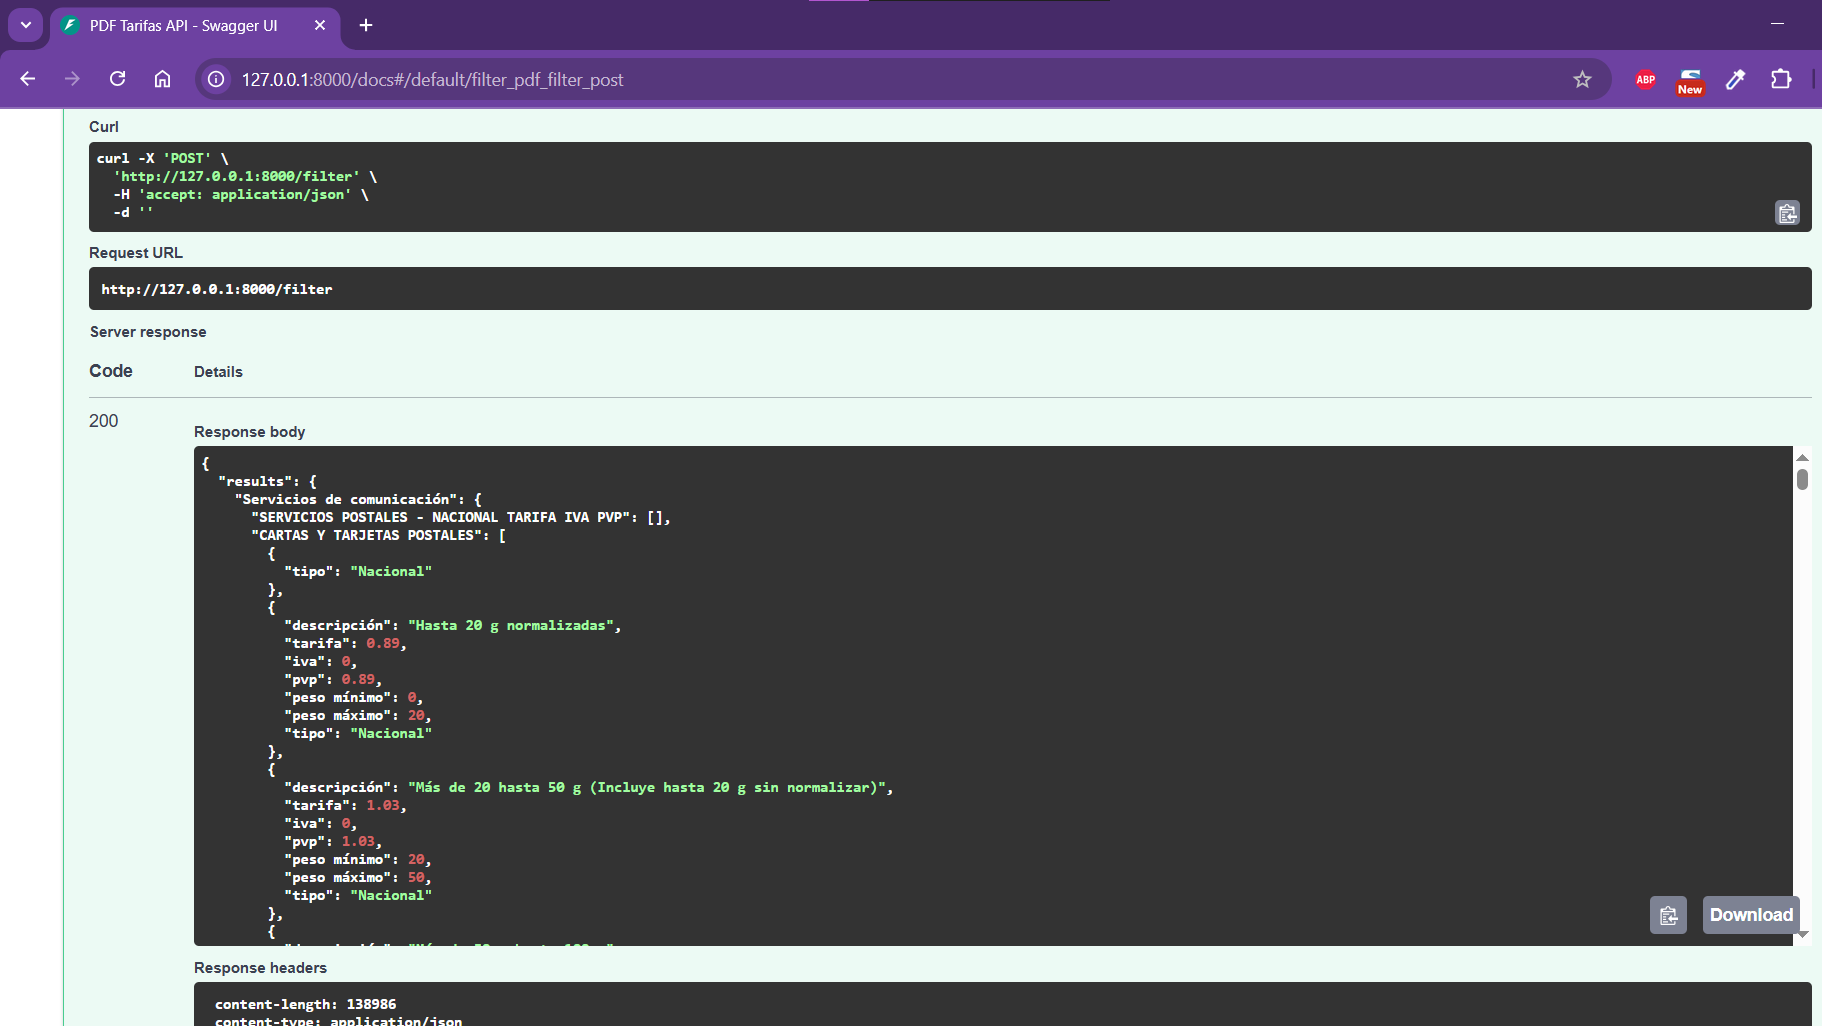 PDF Tarifas API - Swagger UI
127.0.0.1:8000/docs#/default/filter_pdf_filter_post
ABP
New
Curl
curl -X 'POST' \
'http://127.0.0.1:8000/filter' \
-H 'accept: application/json' \
-d ''
Request URL
http://127.0.0.1:8000/filter
Server response
Code
Details
200
Response body
{
"results": {
"Servicios de comunicación": {
"SERVICIOS POSTALES - NACIONAL TARIFA IVA PVP": [],
"CARTAS Y TARJETAS POSTALES": [
{
"tipo": "Nacional"
},
{
"descripción": "Hasta 20 g normalizadas",
"tarifa": 0.89,
"iva": 0,
"pvp": 0.89,
"peso mínimo": 0,
"peso máximo": 20,
"tipo": "Nacional"
},
{
"descripción": "Más de 20 hasta 50 g (Incluye hasta 20 g sin normalizar)",
"tarifa": 1.03,
"iva": 0,
"pvp": 1.03,
"peso mínimo": 20,
"peso máximo": 50,
"tipo": "Nacional"
},
{
Download
Response headers
content-length: 138986
content-type: application/json